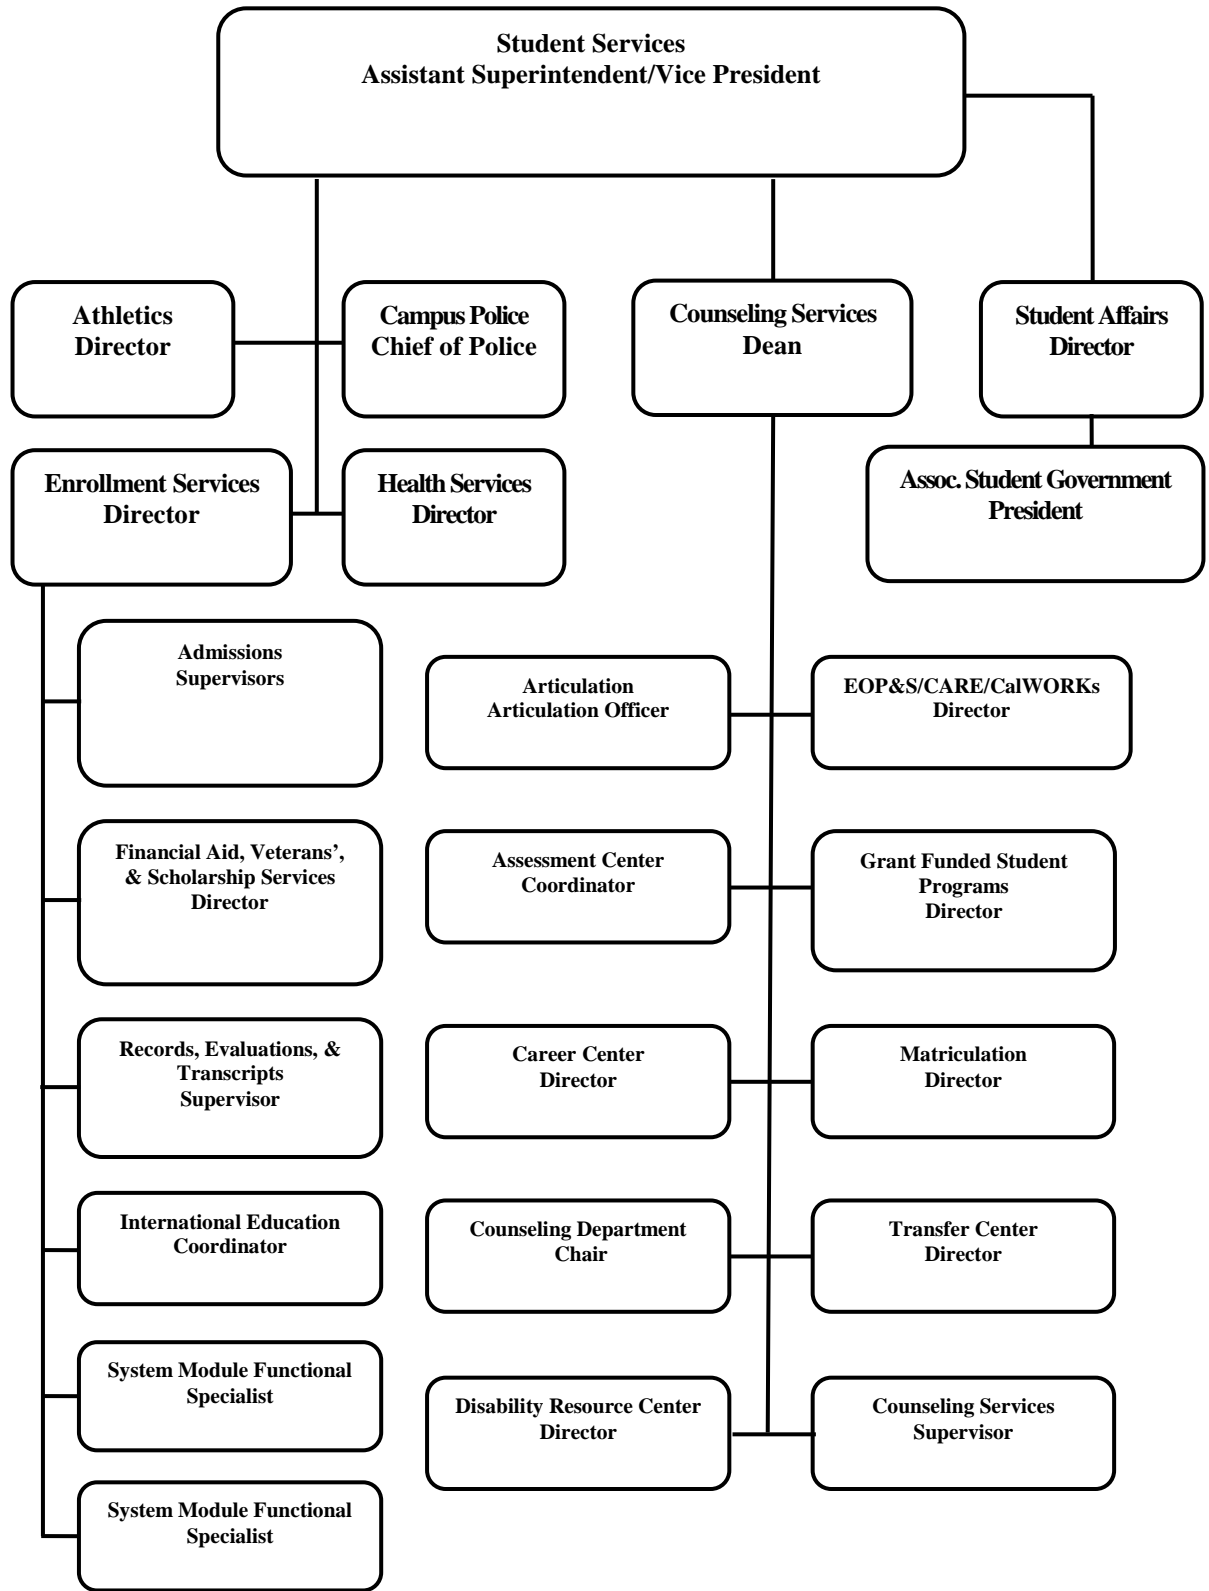 Student Services
Assistant Superintendent/Vice President
Athletics
Director
Campus Police
Chief of Police
Counseling Services
Dean
Student Affairs
Director
Enrollment Services
Director
Health Services
Director
Assoc. Student Government
President
Admissions
Supervisors
Articulation
Articulation Officer
EOP&S/CARE/CalWORKs
Director
Financial Aid, Veterans’,
& Scholarship Services
Director
Assessment Center
Coordinator
Grant Funded Student
Programs
Director
Records, Evaluations, &
Transcripts
Supervisor
Career Center
Director
Matriculation
Director
International Education
Coordinator
Counseling Department
Chair
Transfer Center
Director
System Module Functional
Specialist
Disability Resource Center
Director
Counseling Services
Supervisor
System Module Functional
Specialist